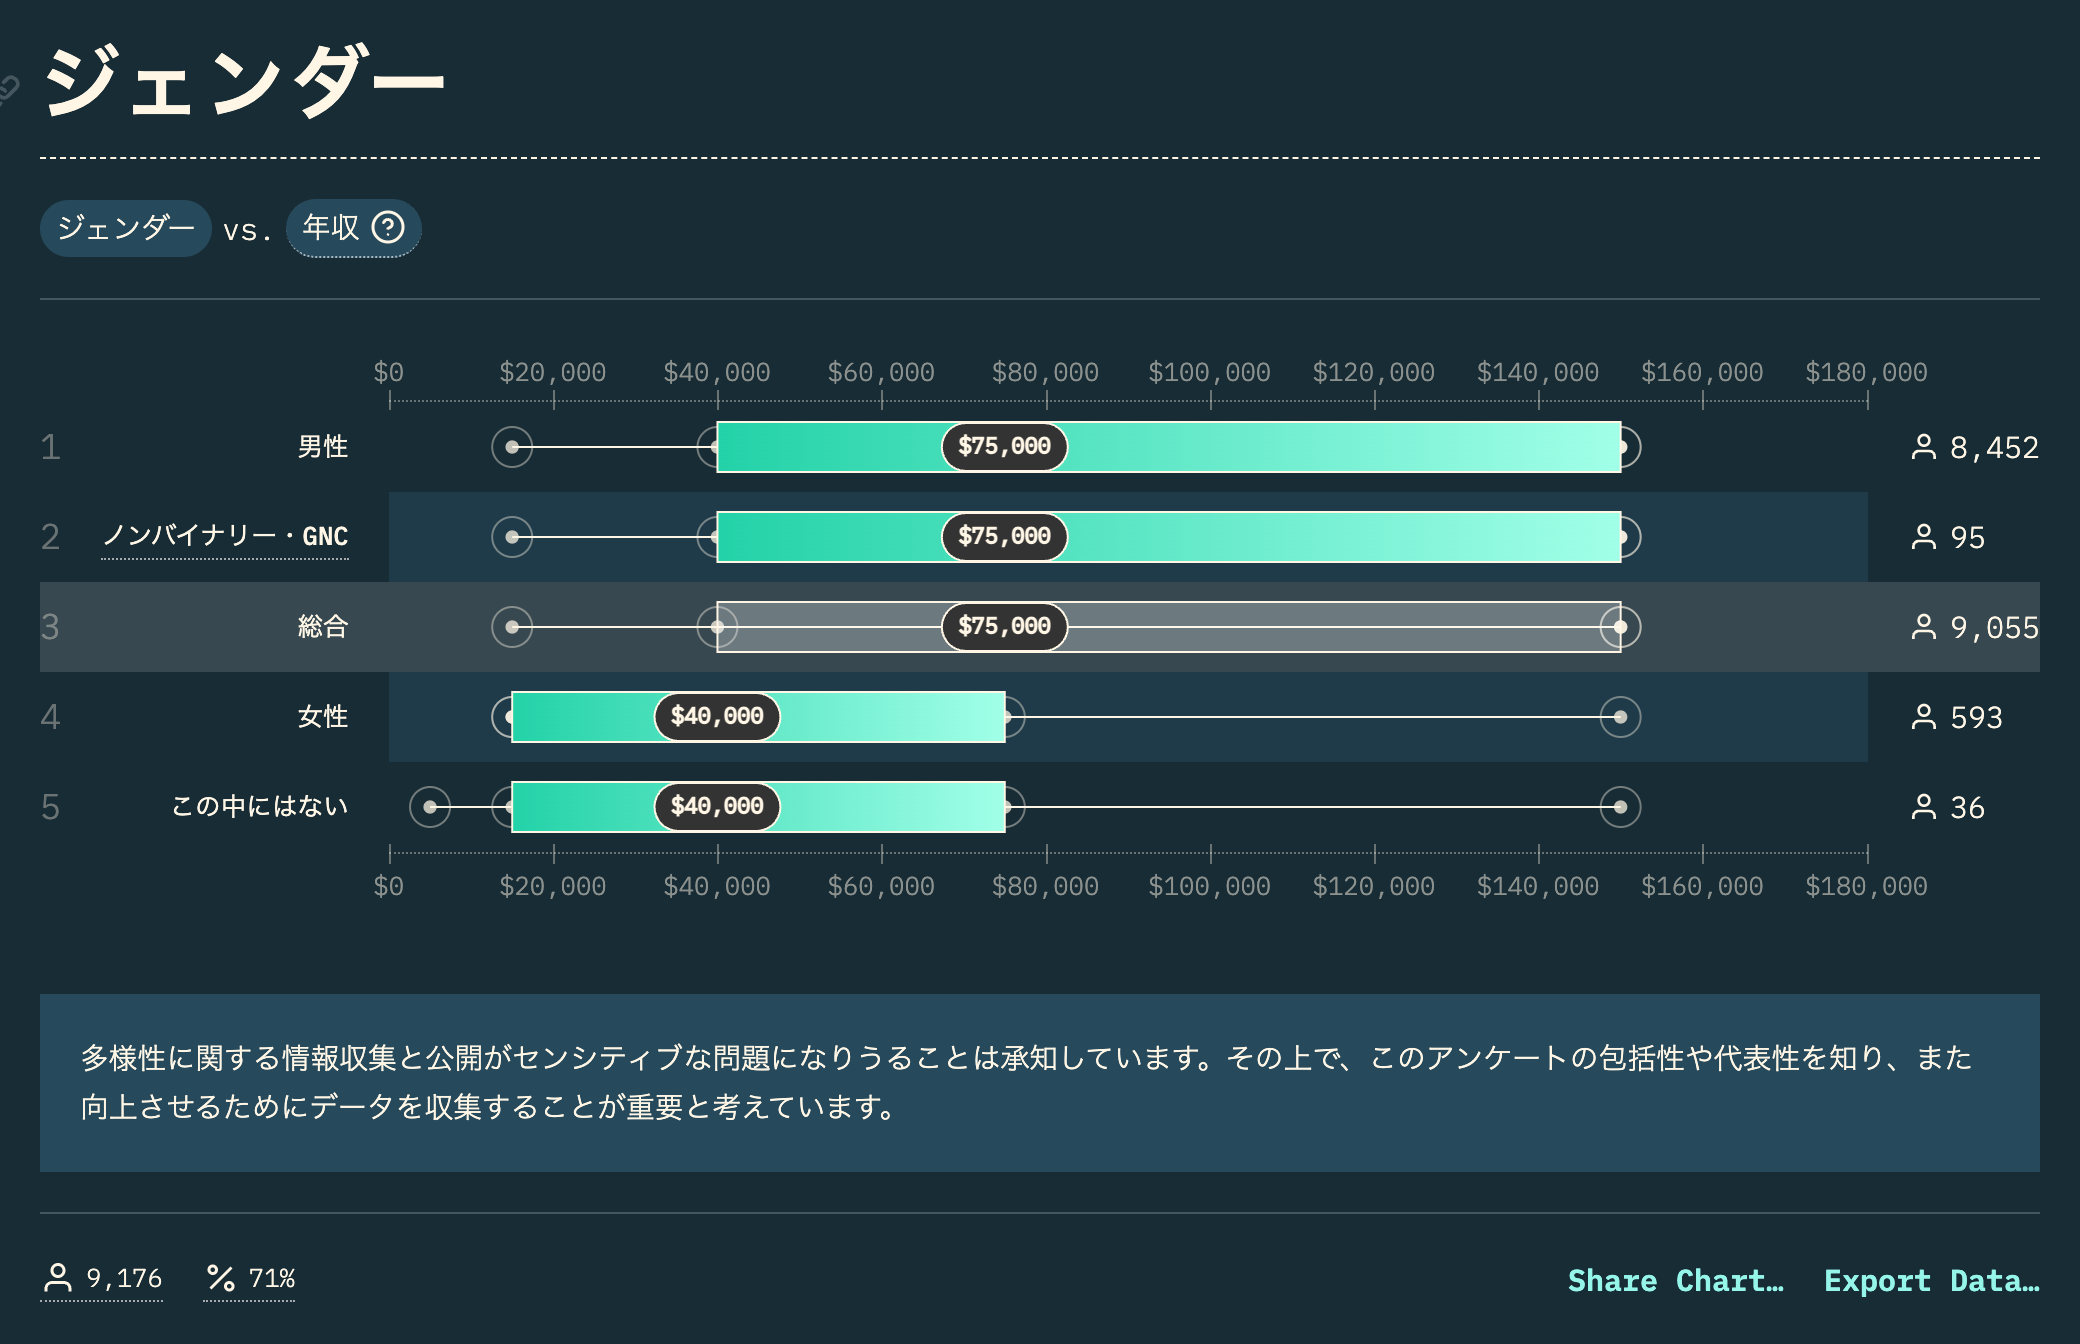 ジェンダー
ジェンダー vs. 年収 ?
$0 $20,000 $40,000 $60,000 $80,000 $100,000 $120,000 $140,000 $160,000 $180,000
1 男性 $75,000 8,452
2 ノンバイナリー・GNC $75,000 95
3 総合 $75,000 9,055
4 女性 $40,000 593
5 この中にはない $40,000 36
$0 $20,000 $40,000 $60,000 $80,000 $100,000 $120,000 $140,000 $160,000 $180,000
多様性に関する情報収集と公開がセンシティブな問題になりうることは承知しています。その上で、このアンケートの包括性や代表性を知り、また
向上させるためにデータを収集することが重要と考えています。
9,176 % 71% Share Chart… Export Data…